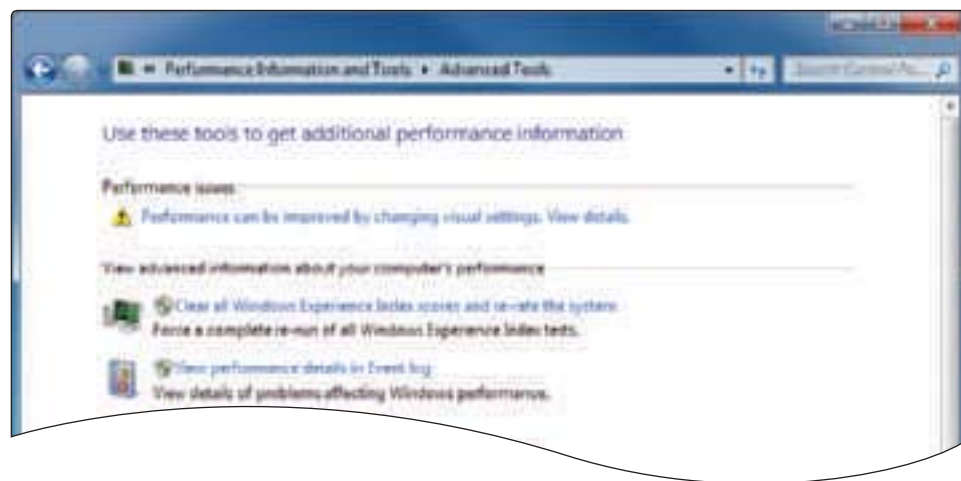 Performance Information and Tools ▸ Advanced Tools
Search Control Pa...
Use these tools to get additional performance information
Performance issues
Performance can be improved by changing visual settings. View details.
View advanced information about your computer's performance
Clear all Windows Experience Index scores and re-rate the system
Force a complete re-run of all Windows Experience Index tests.
View performance details in Event log
View details of problems affecting Windows performance.